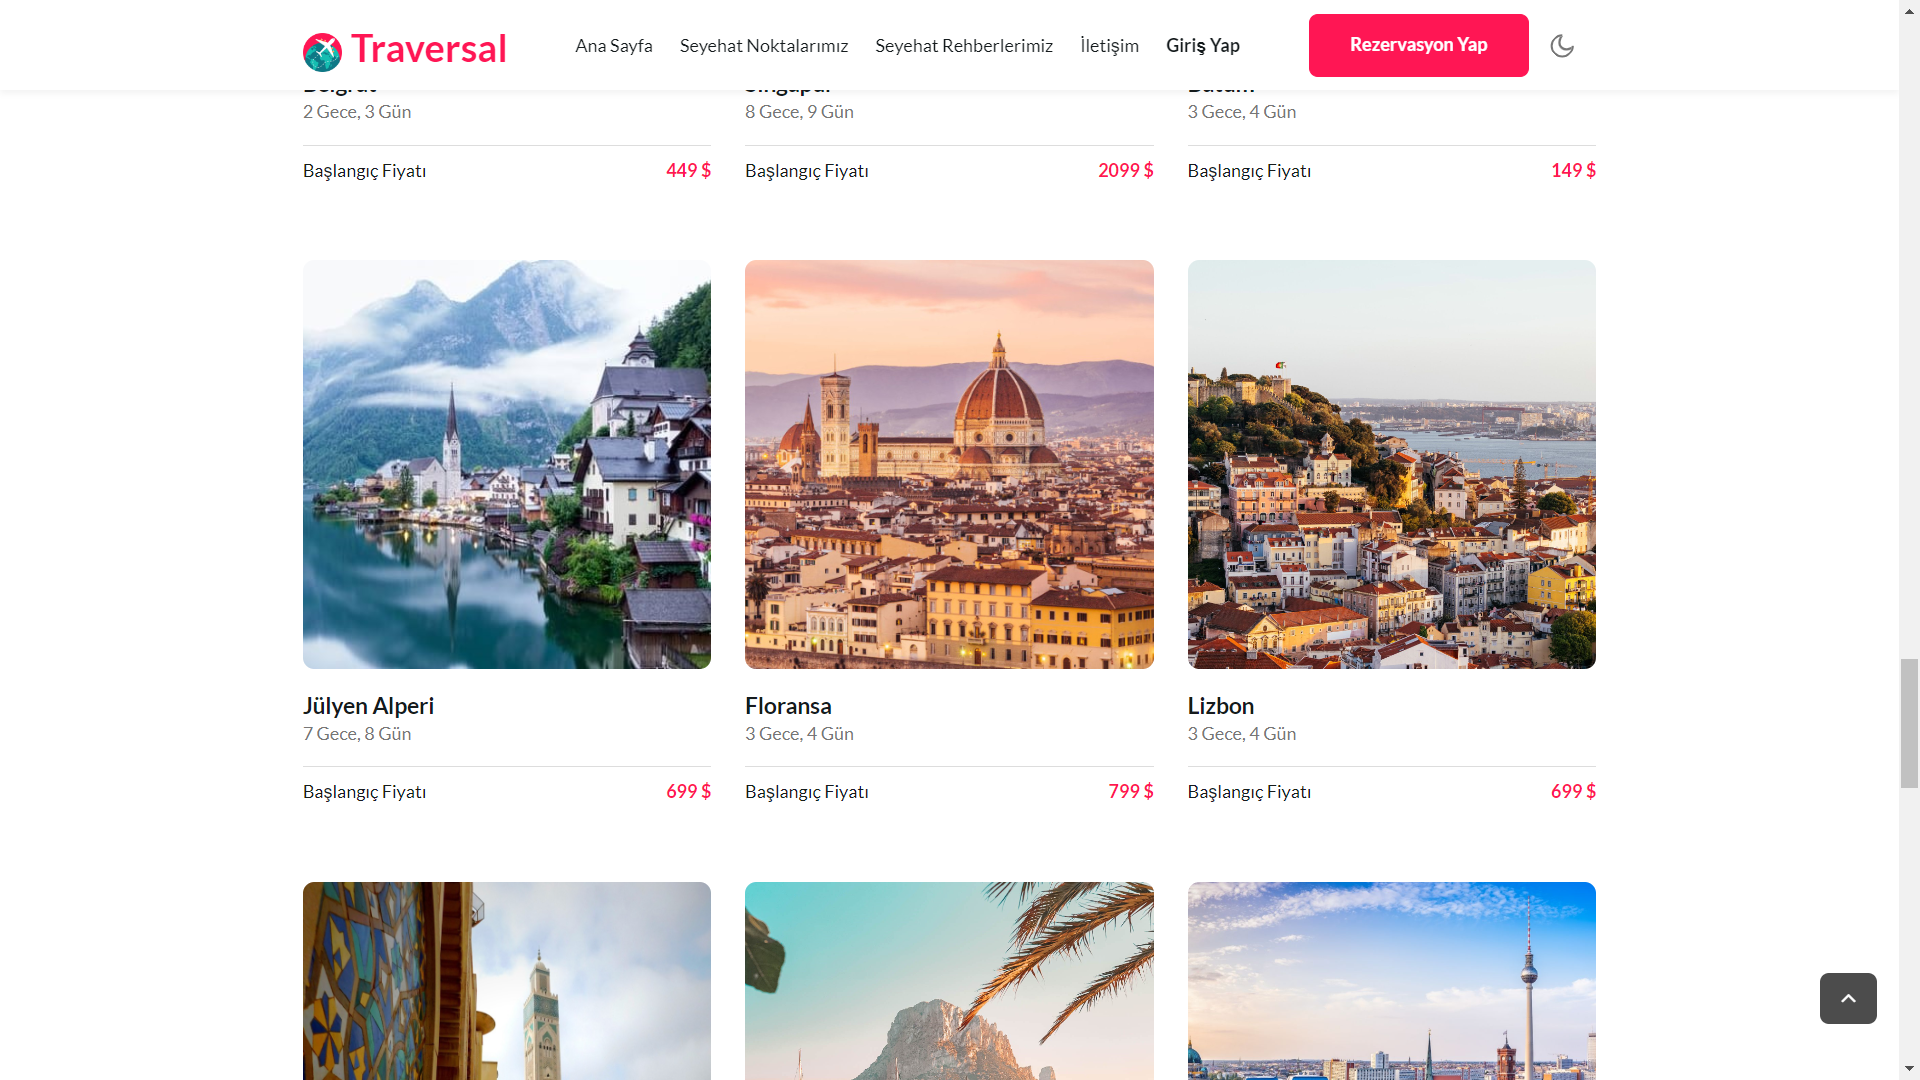 Traversal
Ana Sayfa
Seyehat Noktalarımız
Seyehat Rehberlerimiz
İletişim
Giriş Yap
Rezervasyon Yap
2 Gece, 3 Gün
8 Gece, 9 Gün
3 Gece, 4 Gün
Başlangıç Fiyatı 449 $
Başlangıç Fiyatı 2099 $
Başlangıç Fiyatı 149 $
Jülyen Alperi
7 Gece, 8 Gün
Başlangıç Fiyatı 699 $
Floransa
3 Gece, 4 Gün
Başlangıç Fiyatı 799 $
Lizbon
3 Gece, 4 Gün
Başlangıç Fiyatı 699 $